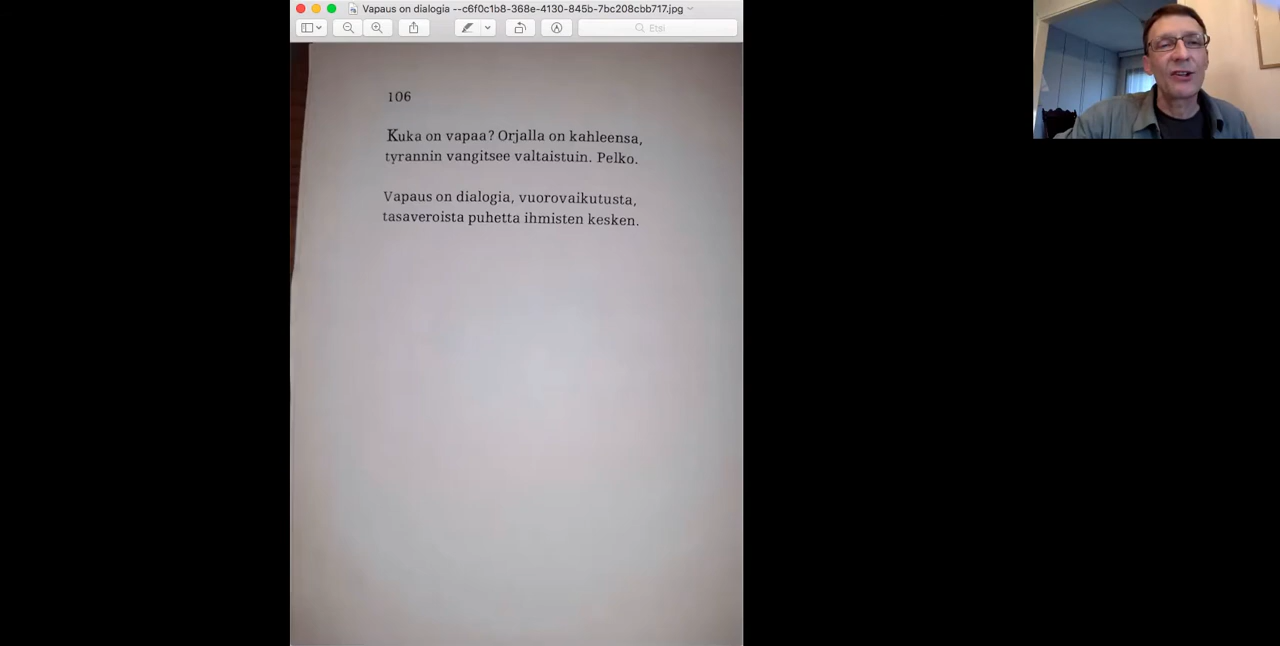 Vapaus on dialogia --c6f0c1b8-368e-4130-845b-7bc208cbb717.jpg
Etsi
106
Kuka on vapaa? Orjalla on kahleensa,
tyrannin vangitsee valtaistuin. Pelko.
Vapaus on dialogia, vuorovaikutusta,
tasaveroista puhetta ihmisten kesken.